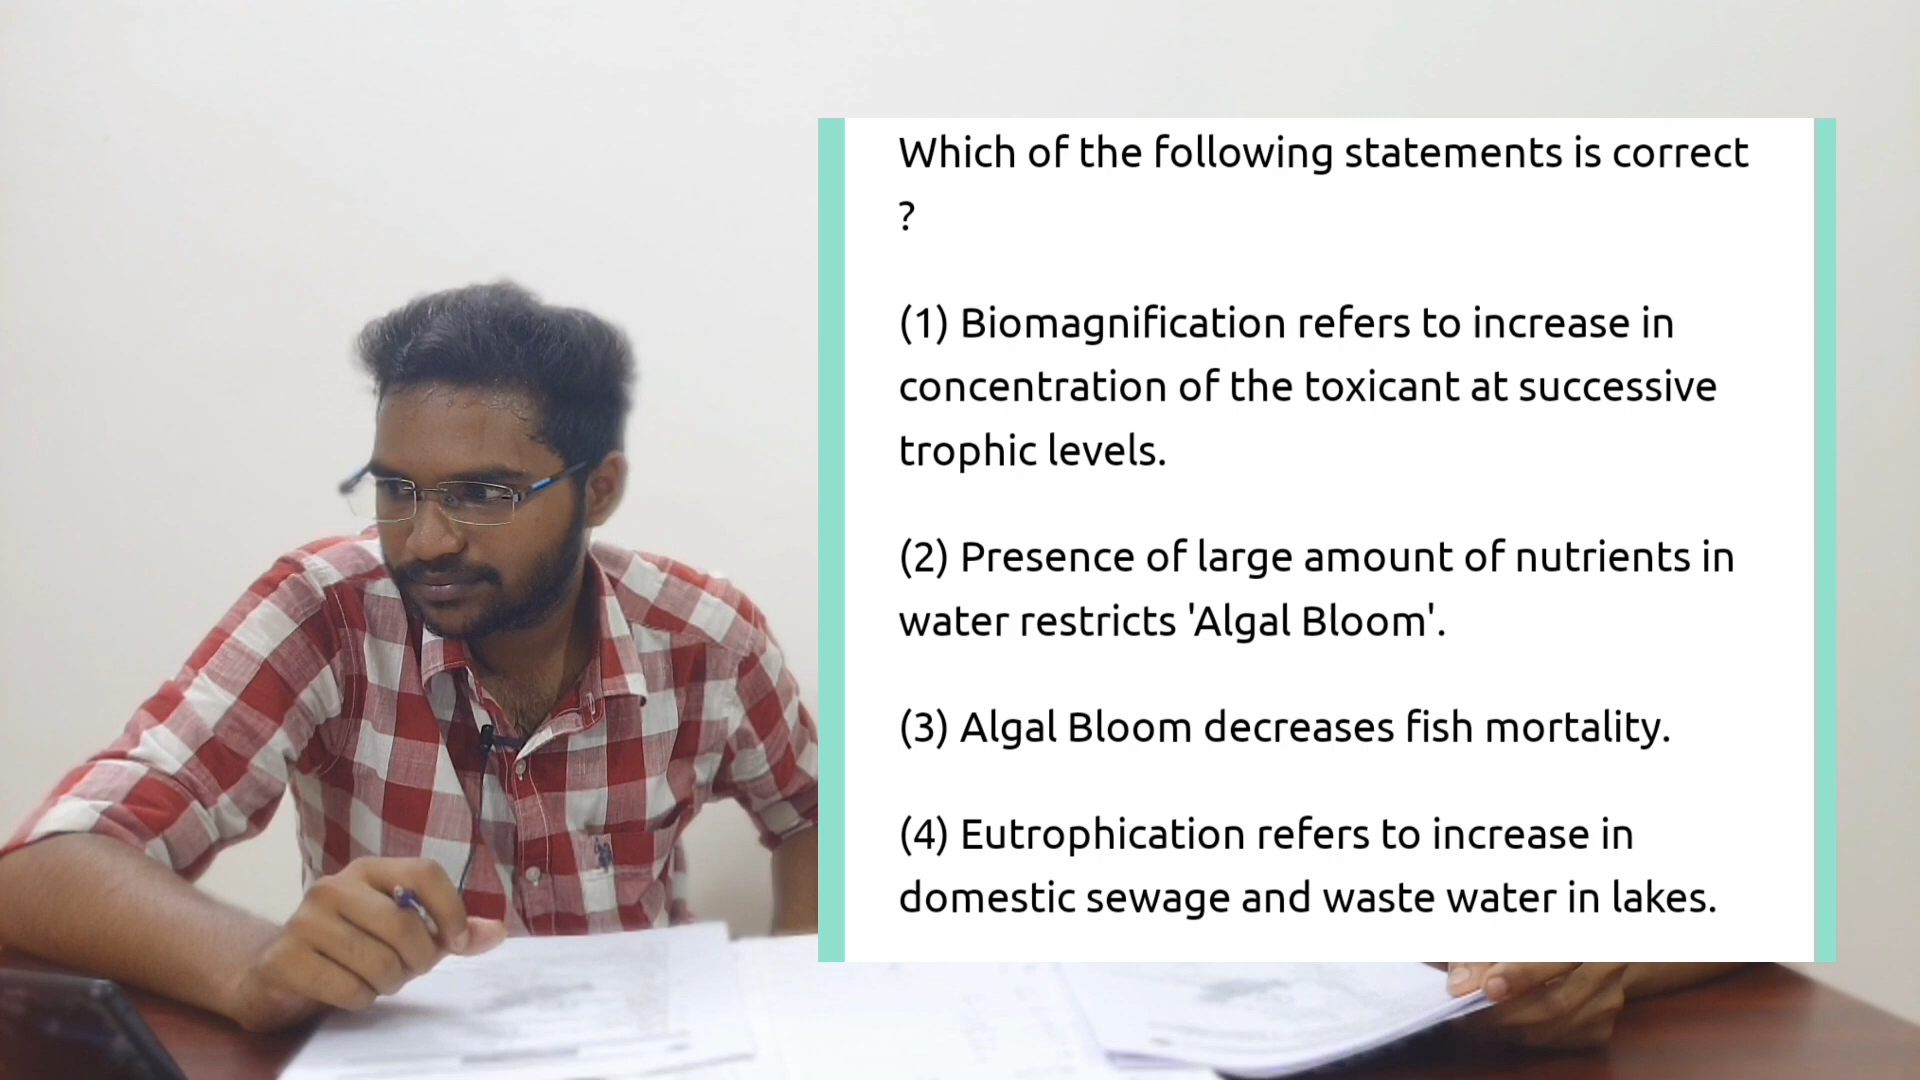 Which of the following statements is correct
?
(1) Biomagnification refers to increase in
concentration of the toxicant at successive
trophic levels.
(2) Presence of large amount of nutrients in
water restricts 'Algal Bloom'.
(3) Algal Bloom decreases fish mortality.
(4) Eutrophication refers to increase in
domestic sewage and waste water in lakes.